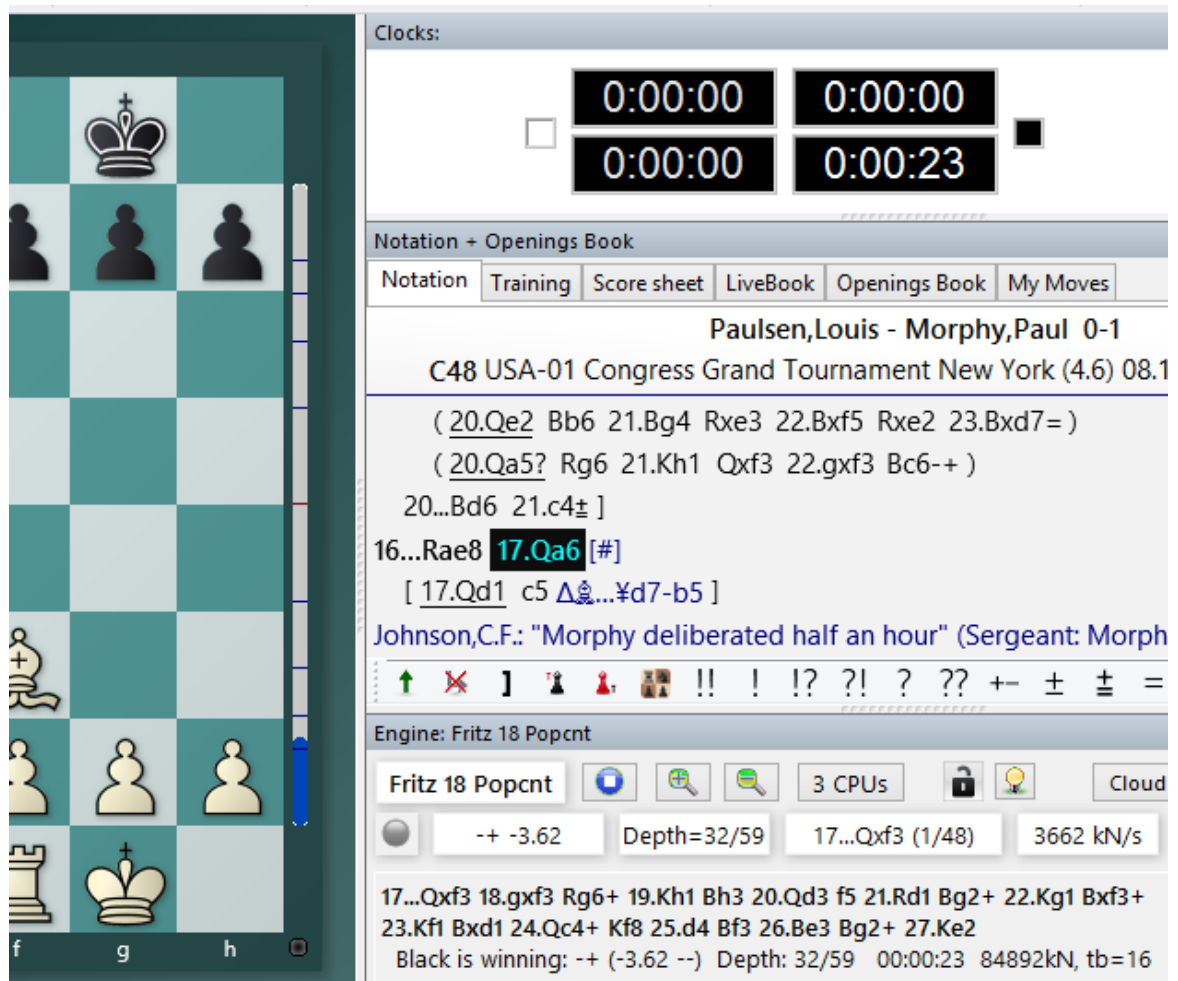 Clocks:
0:00:00 0:00:00
0:00:00 0:00:23
Notation + Openings Book
Notation Training Score sheet LiveBook Openings Book My Moves
Paulsen,Louis - Morphy,Paul 0-1
C48 USA-01 Congress Grand Tournament New York (4.6) 08.1
( 20.Qe2 Bb6 21.Bg4 Rxe3 22.Bxf5 Rxe2 23.Bxd7= )
( 20.Qa5? Rg6 21.Kh1 Qxf3 22.gxf3 Bc6-+ )
20...Bd6 21.c4⩲ ]
16...Rae8 17.Qa6 [#]
[ 17.Qd1 c5 Δ♗...¥d7-b5 ]
Johnson,C.F.: "Morphy deliberated half an hour" (Sergeant: Morph
] !! ! !? ?! ? ?? +− ± ⩲ =
Engine: Fritz 18 Popcnt
Fritz 18 Popcnt 3 CPUs Cloud
-+ -3.62 Depth=32/59 17...Qxf3 (1/48) 3662 kN/s
17...Qxf3 18.gxf3 Rg6+ 19.Kh1 Bh3 20.Qd3 f5 21.Rd1 Bg2+ 22.Kg1 Bxf3+
23.Kf1 Bxd1 24.Qc4+ Kf8 25.d4 Bf3 26.Be3 Bg2+ 27.Ke2
Black is winning: -+ (-3.62 --) Depth: 32/59 00:00:23 84892kN, tb=16
f g h